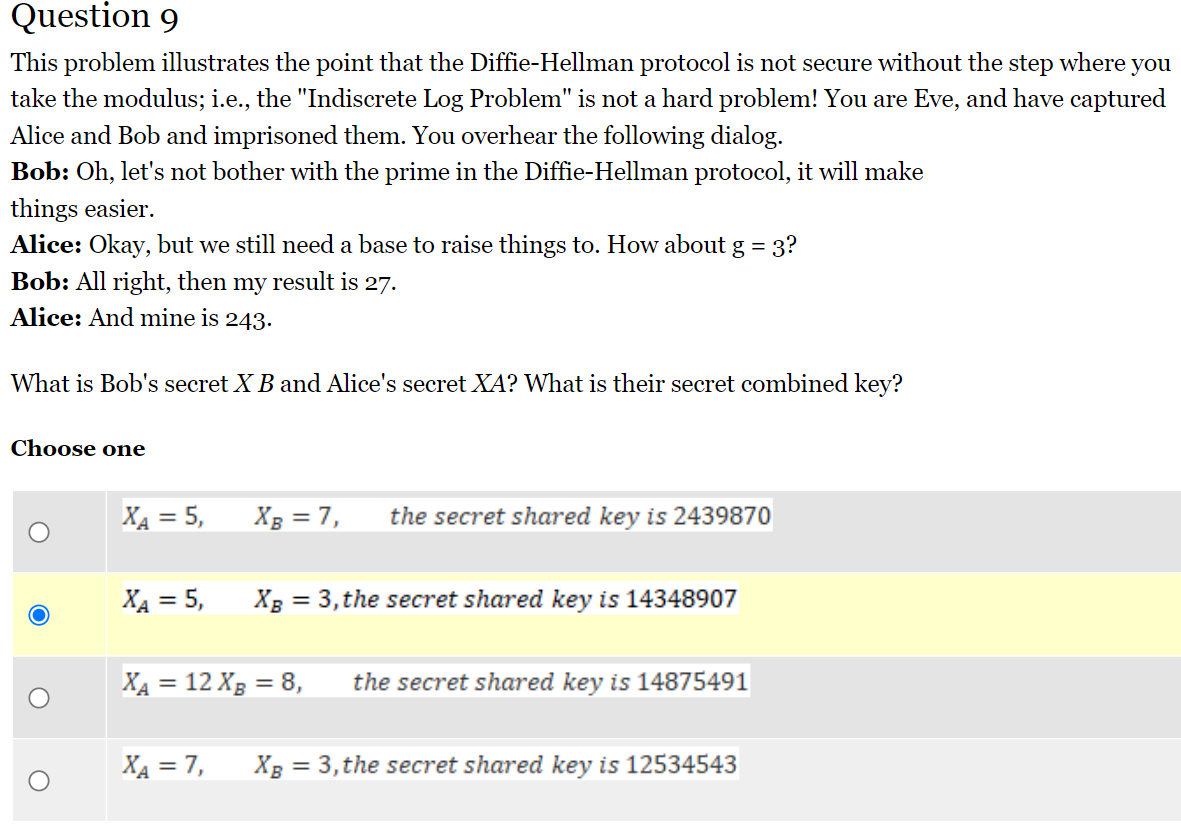 Question 9
This problem illustrates the point that the Diffie-Hellman protocol is not secure without the step where you
take the modulus; i.e., the "Indiscrete Log Problem" is not a hard problem! You are Eve, and have captured
Alice and Bob and imprisoned them. You overhear the following dialog.
Bob: Oh, let's not bother with the prime in the Diffie-Hellman protocol, it will make
things easier.
Alice: Okay, but we still need a base to raise things to. How about g = 3?
Bob: All right, then my result is 27.
Alice: And mine is 243.
What is Bob's secret X B and Alice's secret XA? What is their secret combined key?
Choose one
X_A = 5, X_B = 7, the secret shared key is 2439870
X_A = 5, X_B = 3, the secret shared key is 14348907
X_A = 12 X_B = 8, the secret shared key is 14875491
X_A = 7, X_B = 3, the secret shared key is 12534543